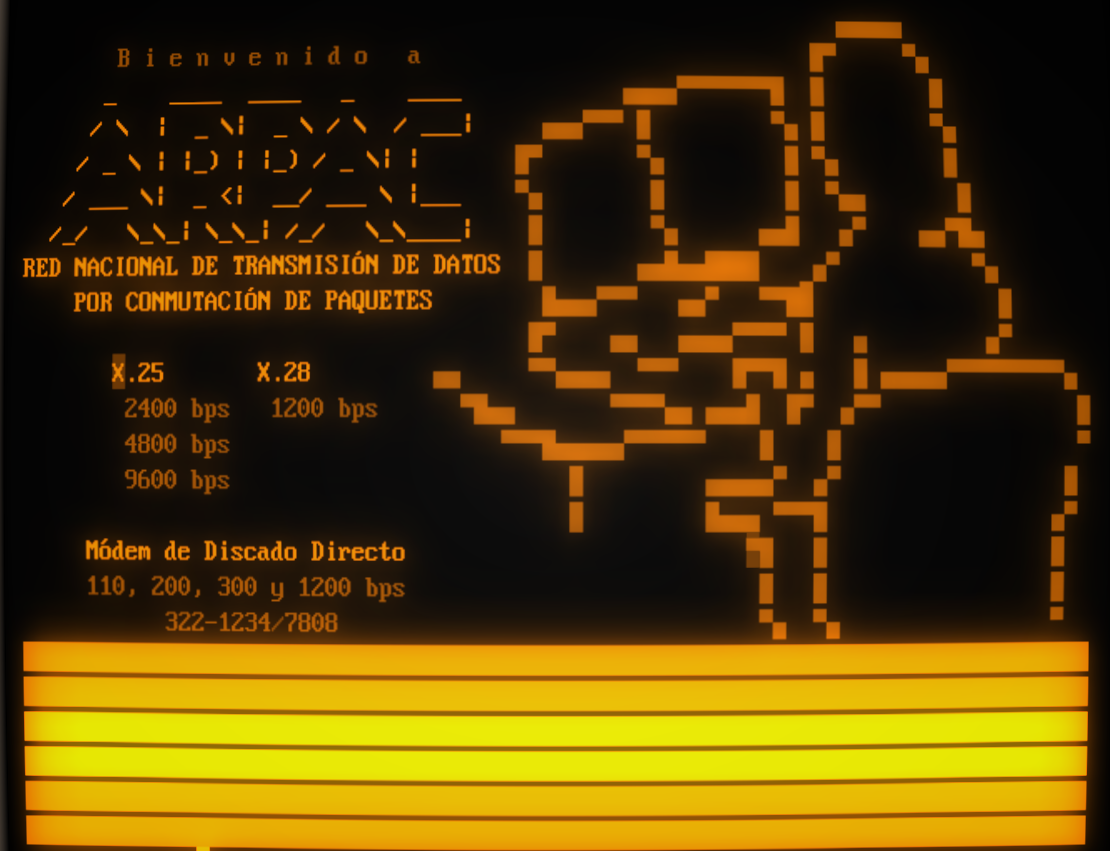 Bienvenido a
ARPAC
RED NACIONAL DE TRANSMISIÓN DE DATOS
POR CONMUTACIÓN DE PAQUETES
X.25 X.28
2400 bps 1200 bps
4800 bps
9600 bps
Módem de Discado Directo
110, 200, 300 y 1200 bps
322-1234/7808